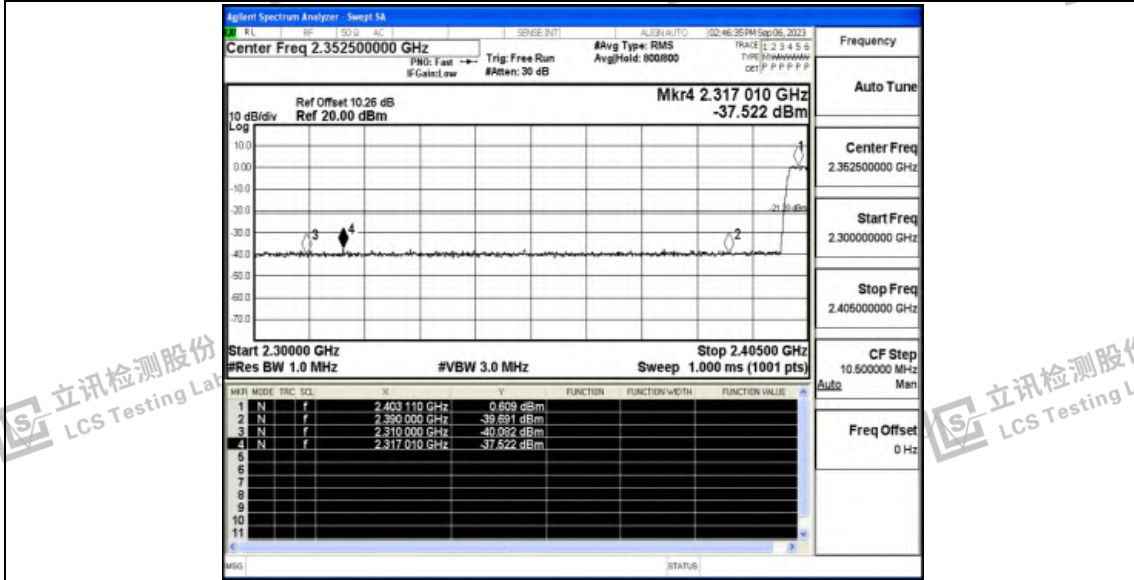 Agilent Spectrum Analyzer - Swept SA
RL RF 50 Ω AC SENSE:INT ALIGN AUTO 02:46:35 PM Sep 06, 2023
Center Freq 2.352500000 GHz
PNO: Fast
IFGain:Low
Trig: Free Run
#Atten: 30 dB
#Avg Type: RMS
Avg|Hold: 800/800
TRACE 1 2 3 4 5 6
TYPE
DET P P P P P P
Mkr4 2.317 010 GHz
-37.522 dBm
Ref Offset 10.26 dB
10 dB/div Ref 20.00 dBm
Log
10.0
0.00
-10.0
-20.0
-30.0
-40.0
-50.0
-60.0
-70.0
1
2
3
4
Start 2.30000 GHz Stop 2.40500 GHz
#Res BW 1.0 MHz #VBW 3.0 MHz Sweep 1.000 ms (1001 pts)
MKR MODE TRC SCL X Y FUNCTION FUNCTION WIDTH FUNCTION VALUE
1 N f 2.403 110 GHz 0.609 dBm
2 N f 2.390 000 GHz -39.691 dBm
3 N f 2.310 000 GHz -40.082 dBm
4 N f 2.317 010 GHz -37.522 dBm
5
6
7
8
9
10
11
MSG STATUS
Frequency
Auto Tune
Center Freq
2.352500000 GHz
Start Freq
2.300000000 GHz
Stop Freq
2.405000000 GHz
CF Step
10.500000 MHz
Auto Man
Freq Offset
0 Hz
立讯检测股份
LCS Testing Lab
立讯检测股份
LCS Testing L